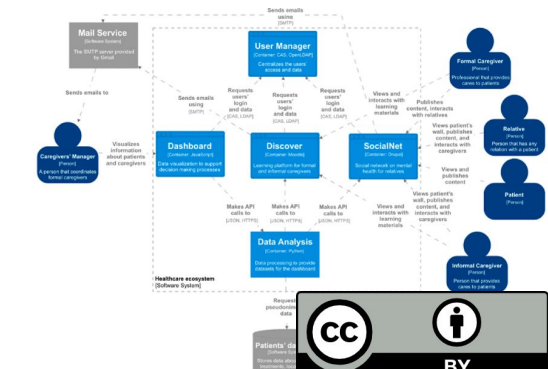 Sends emails
using
[SMTP]
Mail Service
[Software System]
The SMTP server provided
by Gmail
User Manager
[Container: CAS, OpenLDAP]
Centralizes the users'
access and data
Formal Caregiver
[Person]
Professional that provides
cares to patients
Sends emails to
Sends emails
using
[SMTP]
Requests
users'
login
and data
[CAS, LDAP]
Requests
users'
login
and data
[CAS, LDAP]
Requests
users'
login
and data
[CAS, LDAP]
Views and
interacts with
learning
materials
Publishes
content, interacts
with relatives
Relative
[Person]
Person that has any
relation with a patient
Views patient's
wall, publishes
content, and
interacts with
caregivers
Caregivers' Manager
[Person]
A person that coordinates
formal caregivers
Visualizes
information
about patients
and caregivers
Dashboard
[Container: JavaScript]
Data visualization to support
decision making processes
Discover
[Container: Moodle]
Learning platform for formal
and informal caregivers
SocialNet
[Container: Drupal]
Social network on mental
health for relatives
Views and
publishes
content
Patient
[Person]
Makes API
calls to
[JSON, HTTPS]
Makes API
calls to
[JSON, HTTPS]
Makes API
calls to
[JSON, HTTPS]
Views and
interacts with
learning
materials
Views patient's
wall, publishes
content, and
interacts with
caregivers
Informal Caregiver
[Person]
Person that provides
cares to patients
Data Analysis
[Container: Python]
Data processing to provide
datasets for the dashboard
Healthcare ecosystem
[Software System]
Request
data
Patients' da
cc
BY